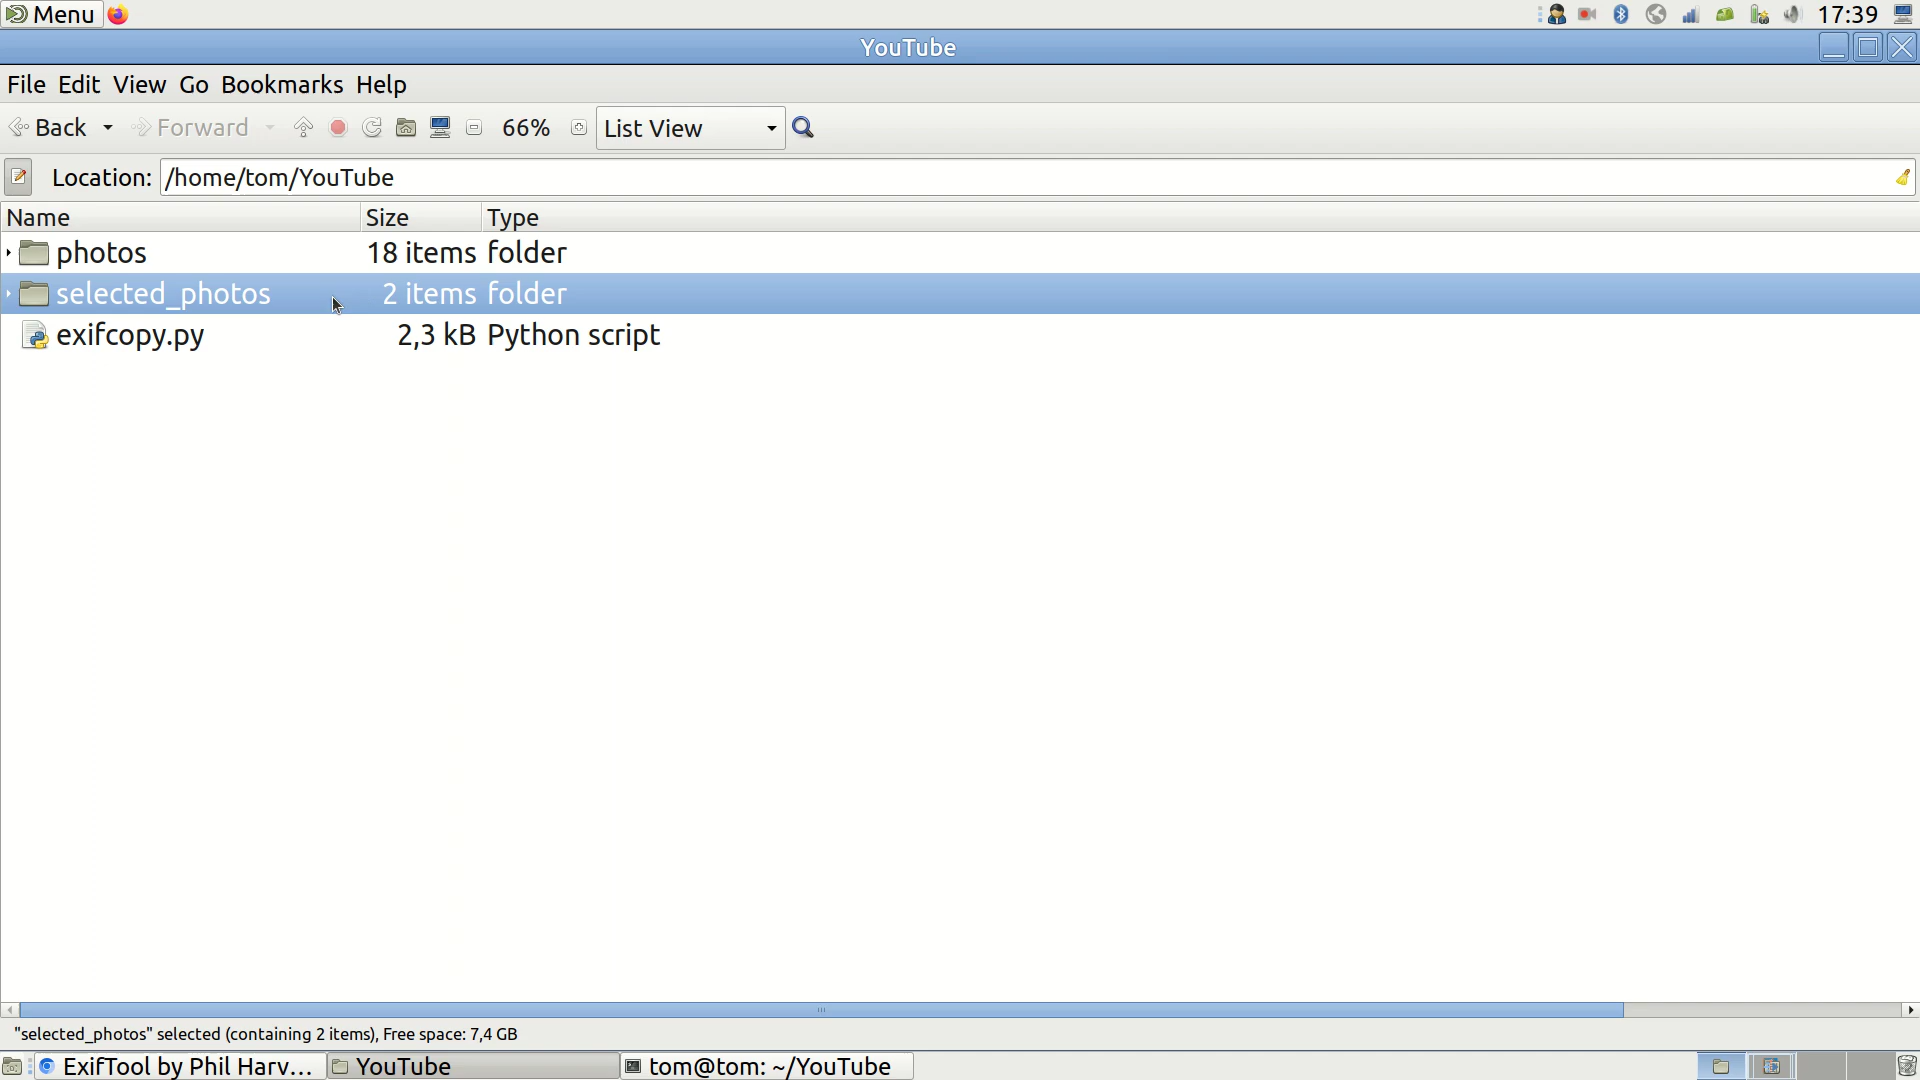 Menu 17:39
YouTube
File Edit View Go Bookmarks Help
Back Forward 66% List View
Location: /home/tom/YouTube
Name Size Type
photos 18 items folder
selected_photos 2 items folder
exifcopy.py 2,3 kB Python script
"selected_photos" selected (containing 2 items), Free space: 7,4 GB
ExifTool by Phil Harv... YouTube tom@tom: ~/YouTube